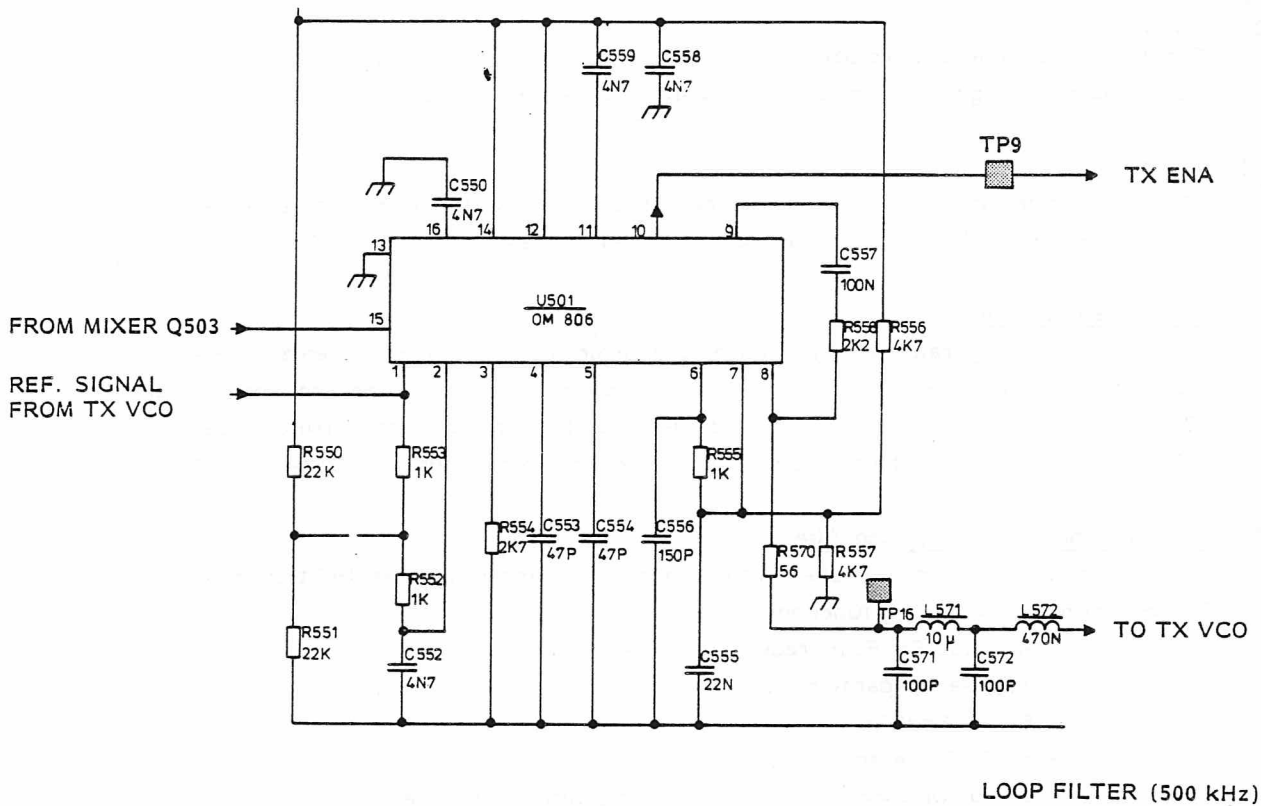 C559
4N7
C558
4N7
TP9
TX ENA
C550
4N7
16
14
12
11
10
9
13
C557
100N
U501
OM 806
FROM MIXER Q503
15
R558
2K2
R556
4K7
1
2
3
4
5
6
7
8
REF. SIGNAL
FROM TX VCO
R550
22K
R553
1K
R555
1K
R554
2K7
C553
47P
C554
47P
C556
150P
R570
56
R557
4K7
R552
1K
TP16
L571
10 µ
L572
470N
TO TX VCO
R551
22K
C552
4N7
C555
22N
C571
100P
C572
100P
LOOP FILTER (500 kHz)